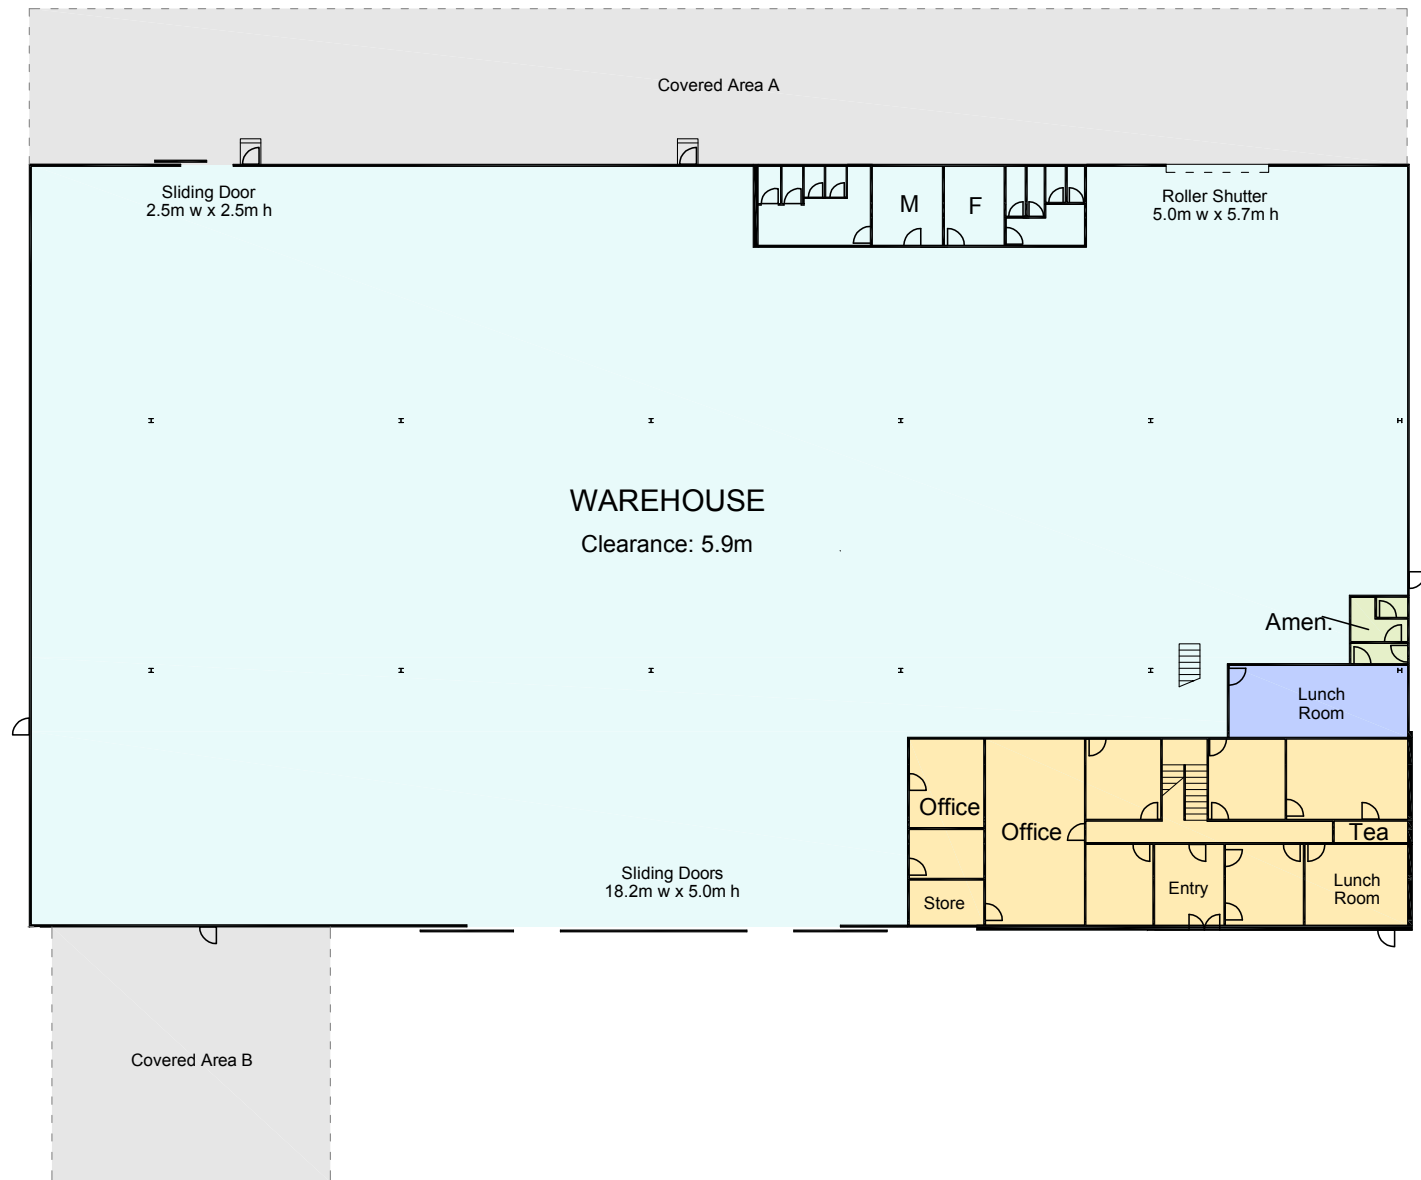 Covered Area A
Sliding Door
2.5m w x 2.5m h
M
F
Roller Shutter
5.0m w x 5.7m h
WAREHOUSE
Clearance: 5.9m
Amen.
Lunch
Room
Office
Office
Tea
Sliding Doors
18.2m w x 5.0m h
Store
Entry
Lunch
Room
Covered Area B